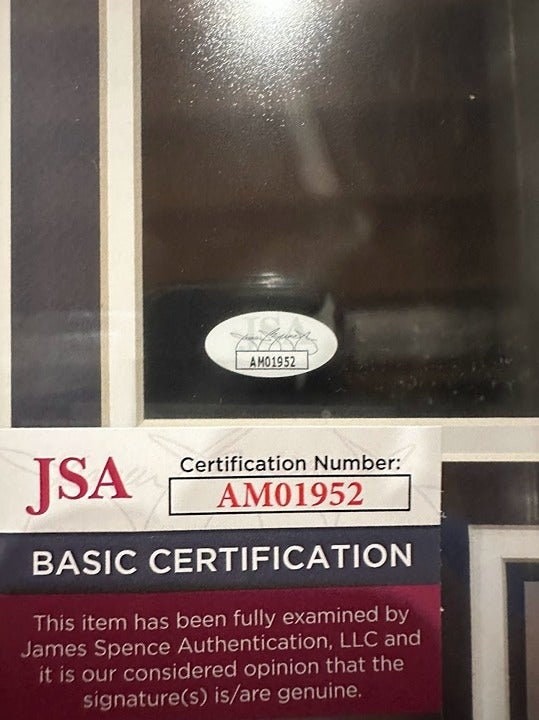 JSA
AM01952
JSA
Certification Number:
AM01952
BASIC CERTIFICATION
This item has been fully examined by
James Spence Authentication, LLC and
it is our considered opinion that the
signature(s) is/are genuine.